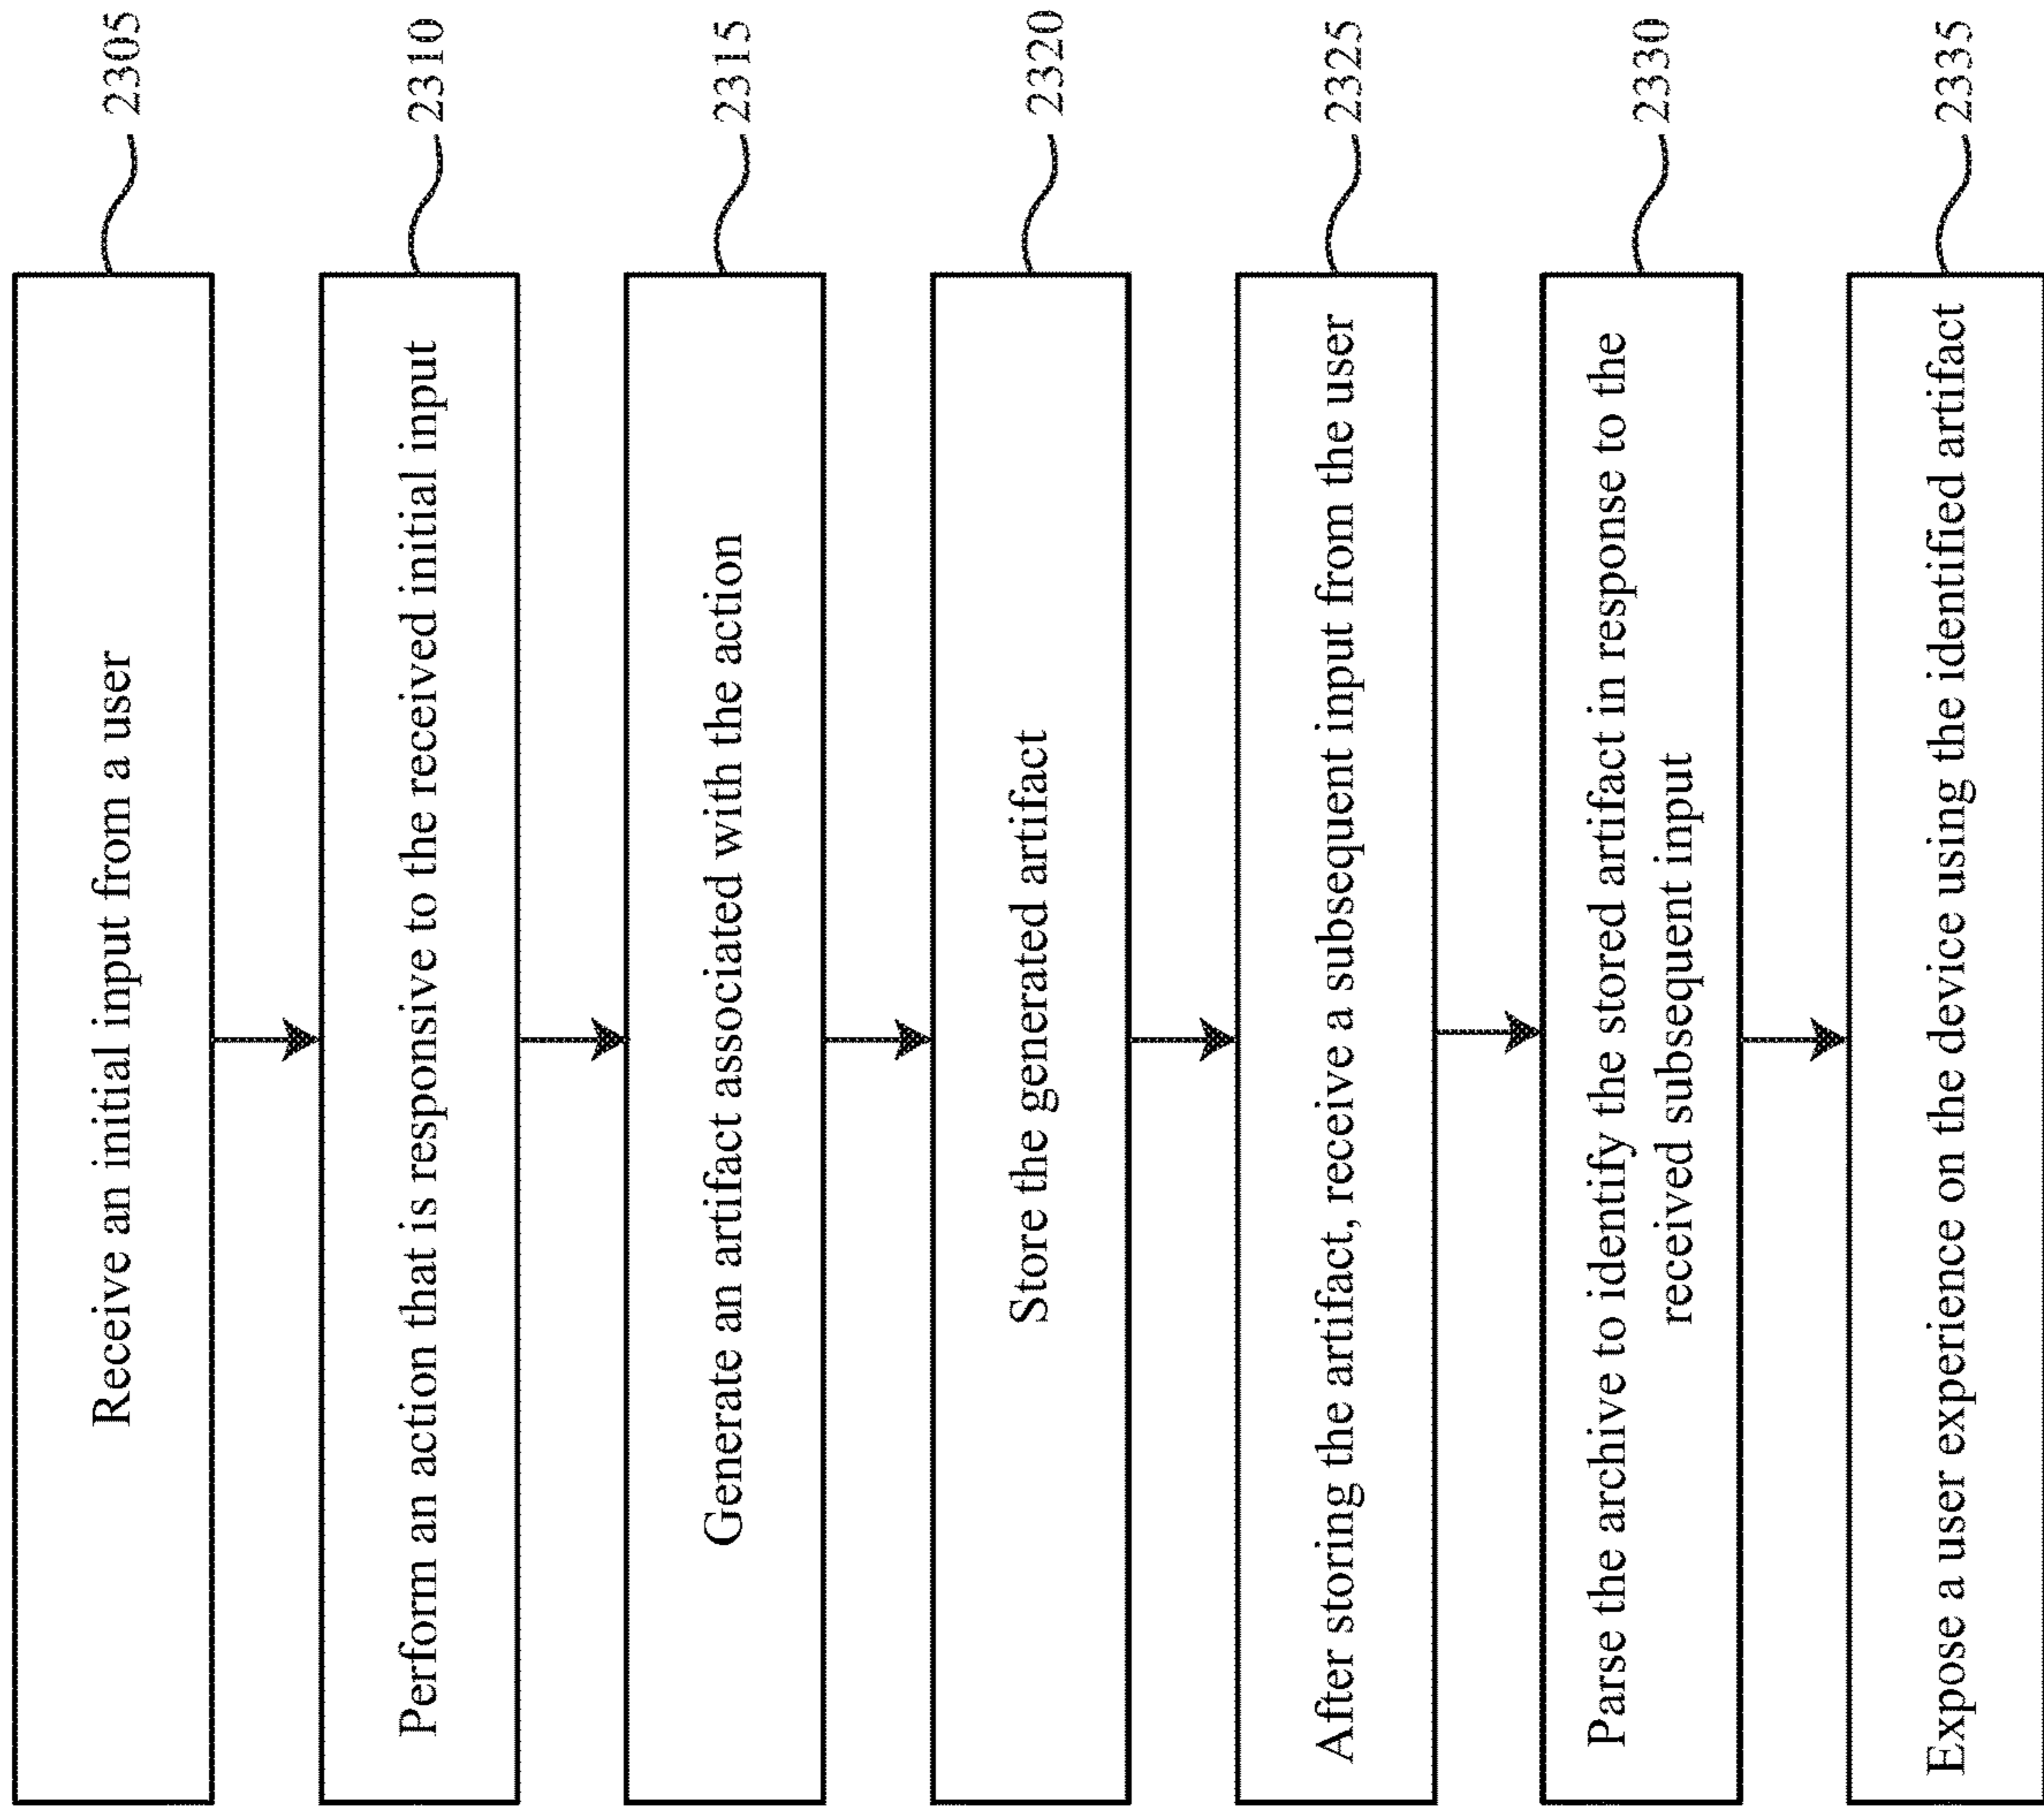 Receive an initial input from a user
2305
Perform an action that is responsive to the received initial input
2310
Generate an artifact associated with the action
2315
Store the generated artifact
2320
After storing the artifact, receive a subsequent input from the user
2325
Parse the archive to identify the stored artifact in response to the
received subsequent input
2330
Expose a user experience on the device using the identified artifact
2335